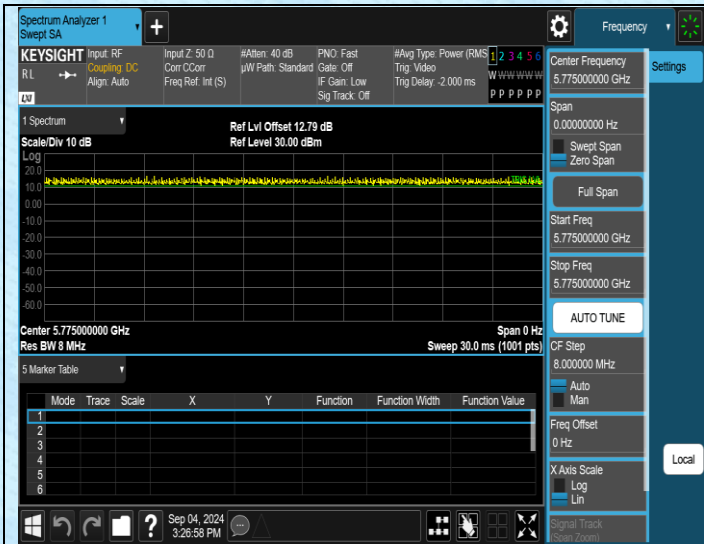 Spectrum Analyzer 1
Swept SA
Frequency
KEYSIGHT
RL
LXI
Input: RF
Coupling: DC
Align: Auto
Input Z: 50 Ω
Corr CCorr
Freq Ref: Int (S)
#Atten: 40 dB
µW Path: Standard
PNO: Fast
Gate: Off
IF Gain: Low
Sig Track: Off
#Avg Type: Power (RMS
Trig: Video
Trig Delay: -2.000 ms
1 2 3 4 5 6
W W W W W W
P P P P P P
1 Spectrum
Scale/Div 10 dB
Ref Lvl Offset 12.79 dB
Ref Level 30.00 dBm
Log
20.0
10.0
0.00
-10.0
-20.0
-30.0
-40.0
-50.0
-60.0
Center 5.775000000 GHz
Res BW 8 MHz
Span 0 Hz
Sweep 30.0 ms (1001 pts)
5 Marker Table
Mode Trace Scale X Y Function Function Width Function Value
1
2
3
4
5
6
Sep 04, 2024
3:26:58 PM
Center Frequency
5.775000000 GHz
Span
0.00000000 Hz
Swept Span
Zero Span
Full Span
Start Freq
5.775000000 GHz
Stop Freq
5.775000000 GHz
AUTO TUNE
CF Step
8.000000 MHz
Auto
Man
Freq Offset
0 Hz
X Axis Scale
Log
Lin
Signal Track
(Span Zoom)
Settings
Local